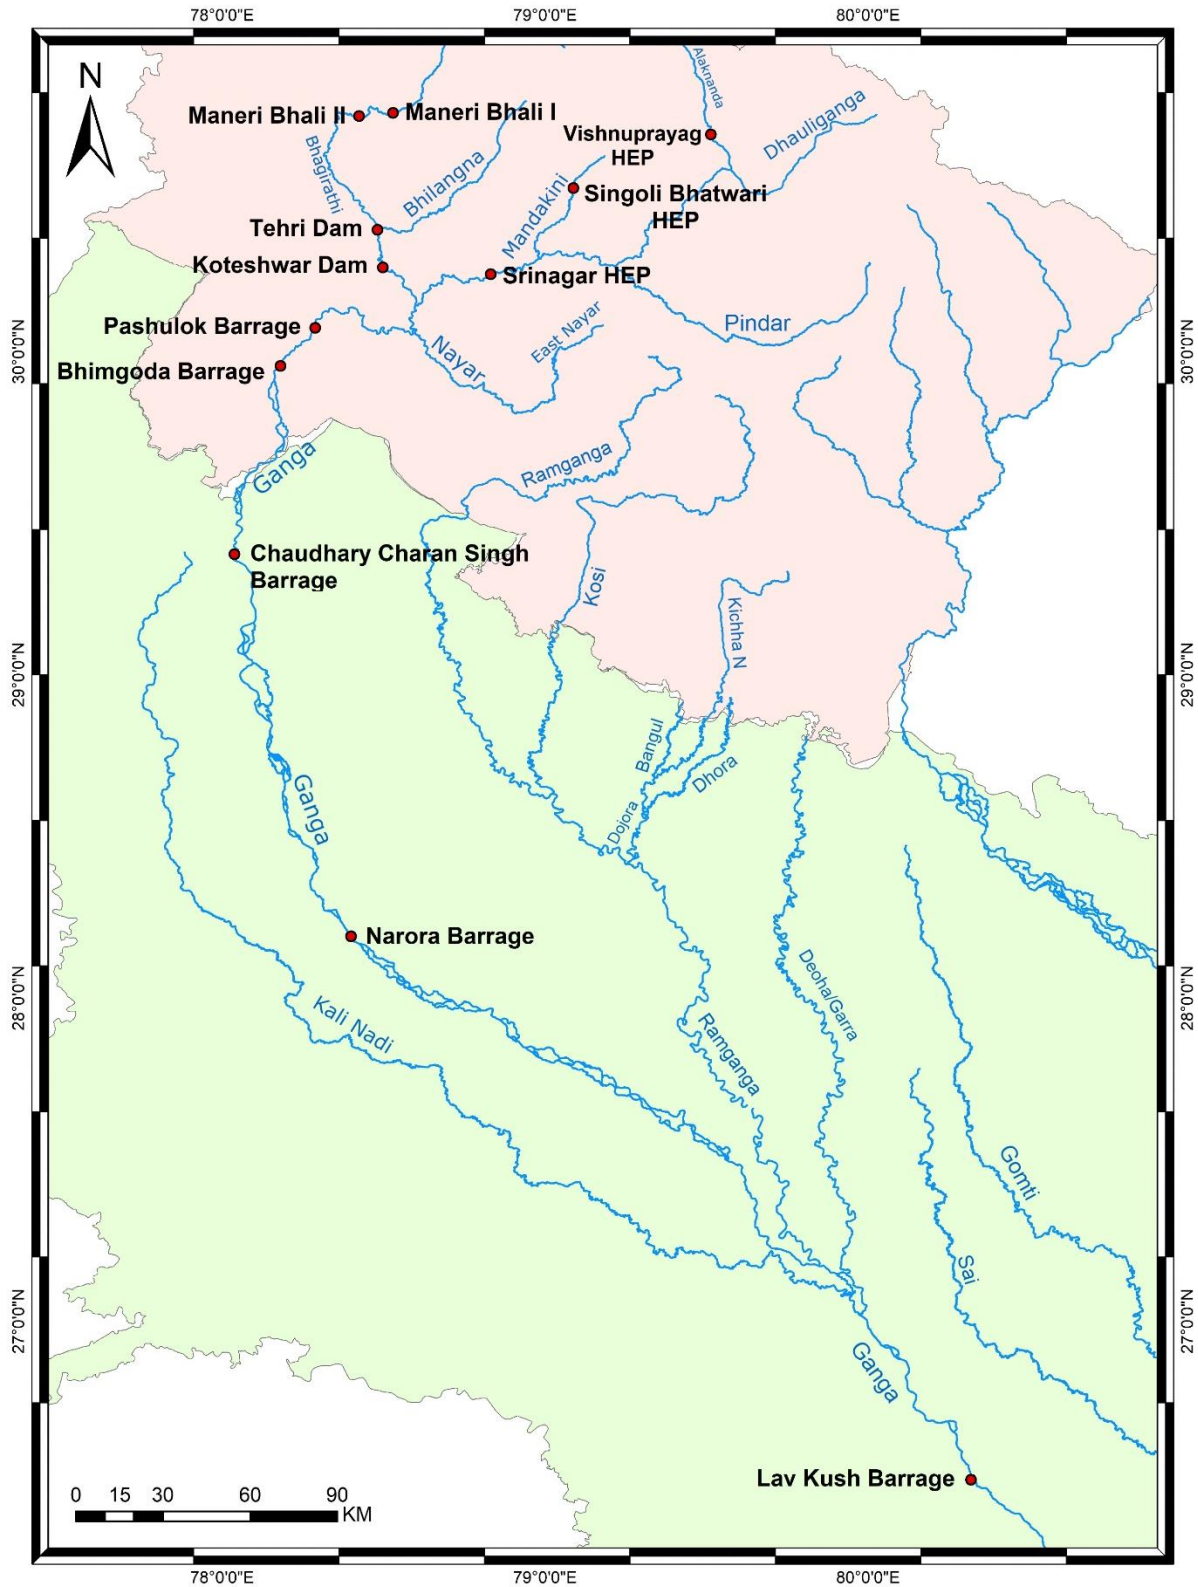 78°0'0"E
79°0'0"E
80°0'0"E
N
Alaknanda
Maneri Bhali II
Maneri Bhali I
Vishnuprayag
HEP
Dhauliganga
Bhagirathi
Bhilangna
Mandakini
Singoli Bhatwari
HEP
Tehri Dam
Koteshwar Dam
Srinagar HEP
Pashulok Barrage
East Nayar
Pindar
30°0'0"N
30°0'0"N
Bhimgoda Barrage
Nayar
Ganga
Ramganga
Chaudhary Charan Singh
Barrage
Kosi
Kichha N
29°0'0"N
29°0'0"N
Bangul
Dhora
Ganga
Dojora
Narora Barrage
28°0'0"N
28°0'0"N
Deoha/Garra
Kali Nadi
Ramganga
Gomti
Sai
27°0'0"N
27°0'0"N
Ganga
Lav Kush Barrage
0 15 30 90
KM
78°0'0"E
79°0'0"E
80°0'0"E